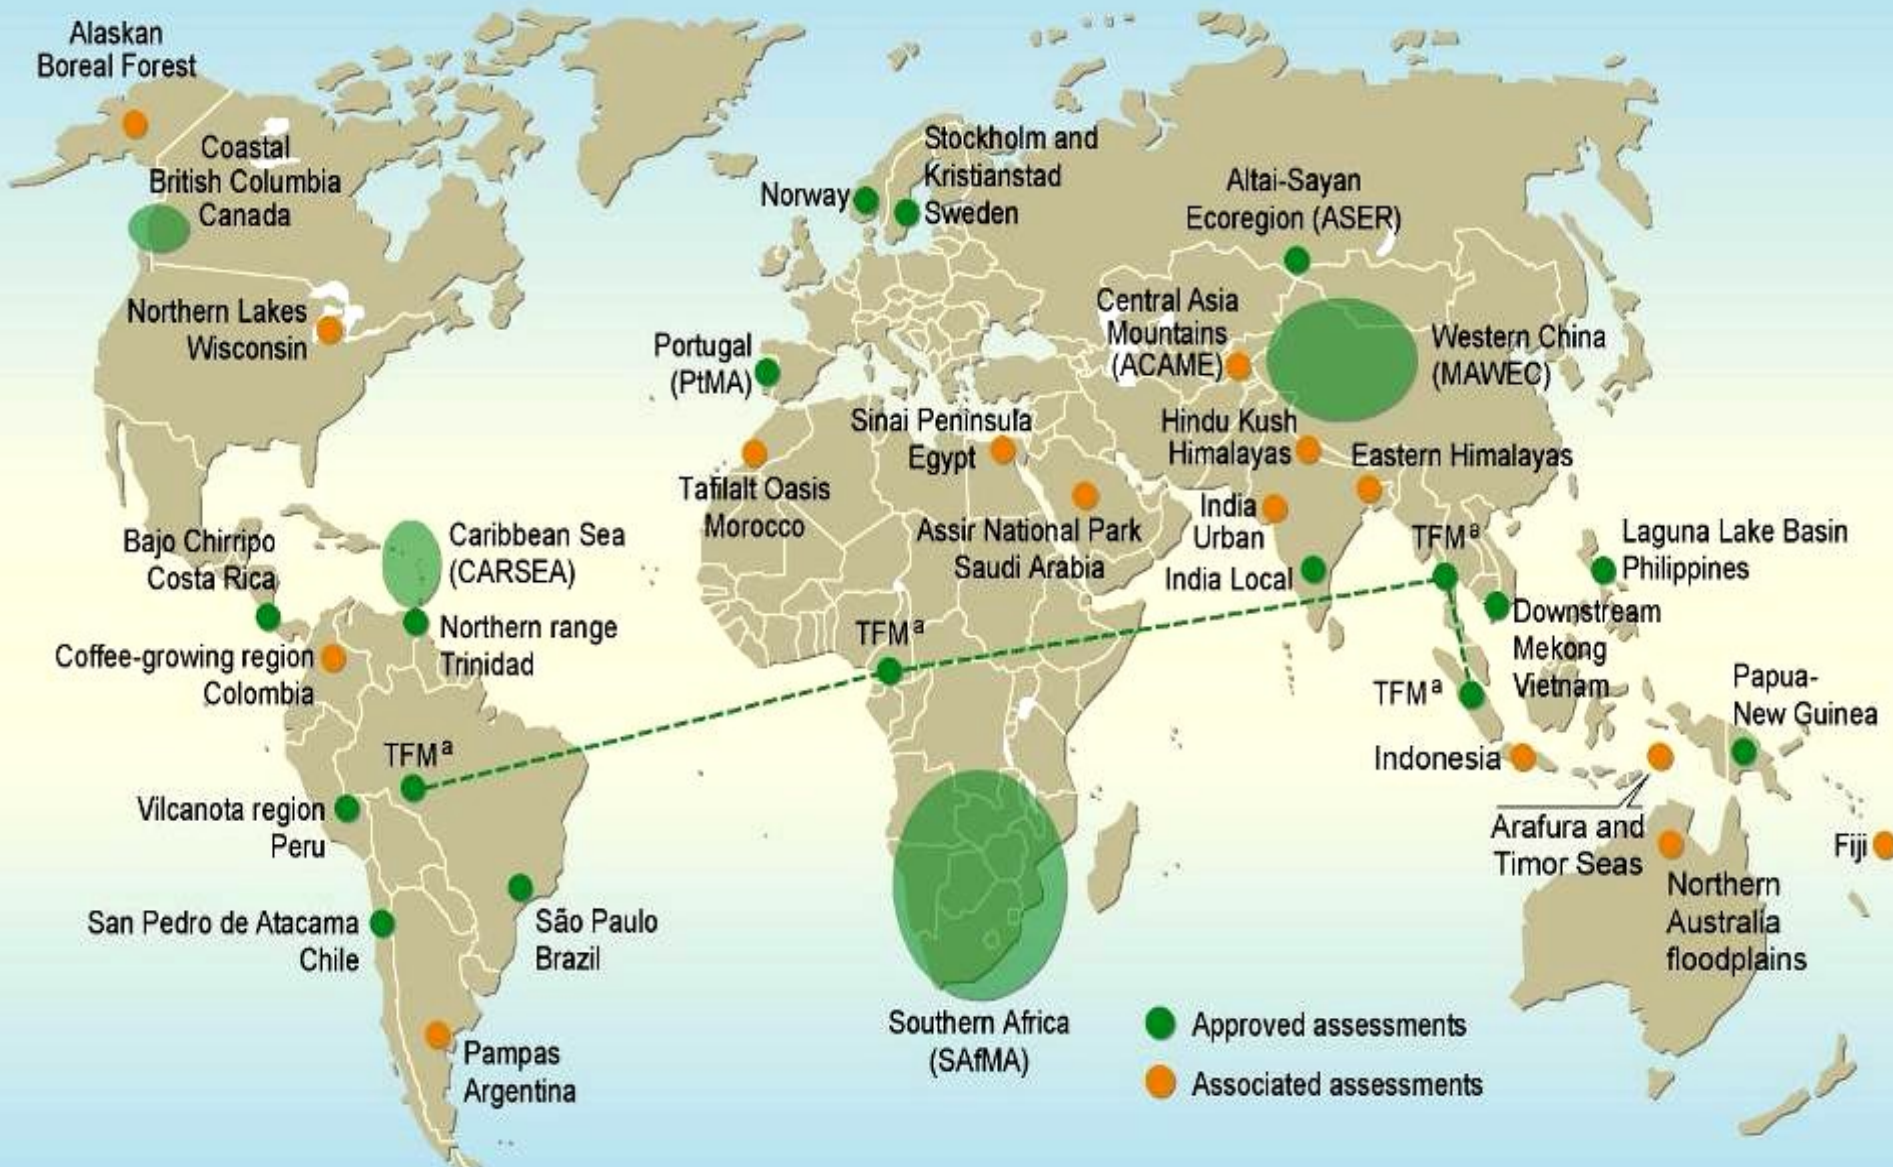 Alaskan
Boreal Forest
Coastal
British Columbia
Canada
Northern Lakes
Wisconsin
Bajo Chirripo
Costa Rica
Caribbean Sea
(CARSEA)
Northern range
Trinidad
Coffee-growing region
Colombia
TFMª
Vilcanota region
Peru
San Pedro de Atacama
Chile
São Paulo
Brazil
Pampas
Argentina
Norway
Stockholm and
Kristianstad
Sweden
Portugal
(PtMA)
Tafilalt Oasis
Morocco
Sinai Peninsula
Egypt
Assir National Park
Saudi Arabia
TFMª
Southern Africa
(SAfMA)
Altai-Sayan
Ecoregion (ASER)
Central Asia
Mountains
(ACAME)
Western China
(MAWEC)
Hindu Kush
Himalayas
Eastern Himalayas
India
Urban
India Local
TFMª
Laguna Lake Basin
Philippines
Downstream
Mekong
Vietnam
TFMª
Papua-
New Guinea
Indonesia
Arafura and
Timor Seas
Fiji
Northern
Australia
floodplains
Approved assessments
Associated assessments